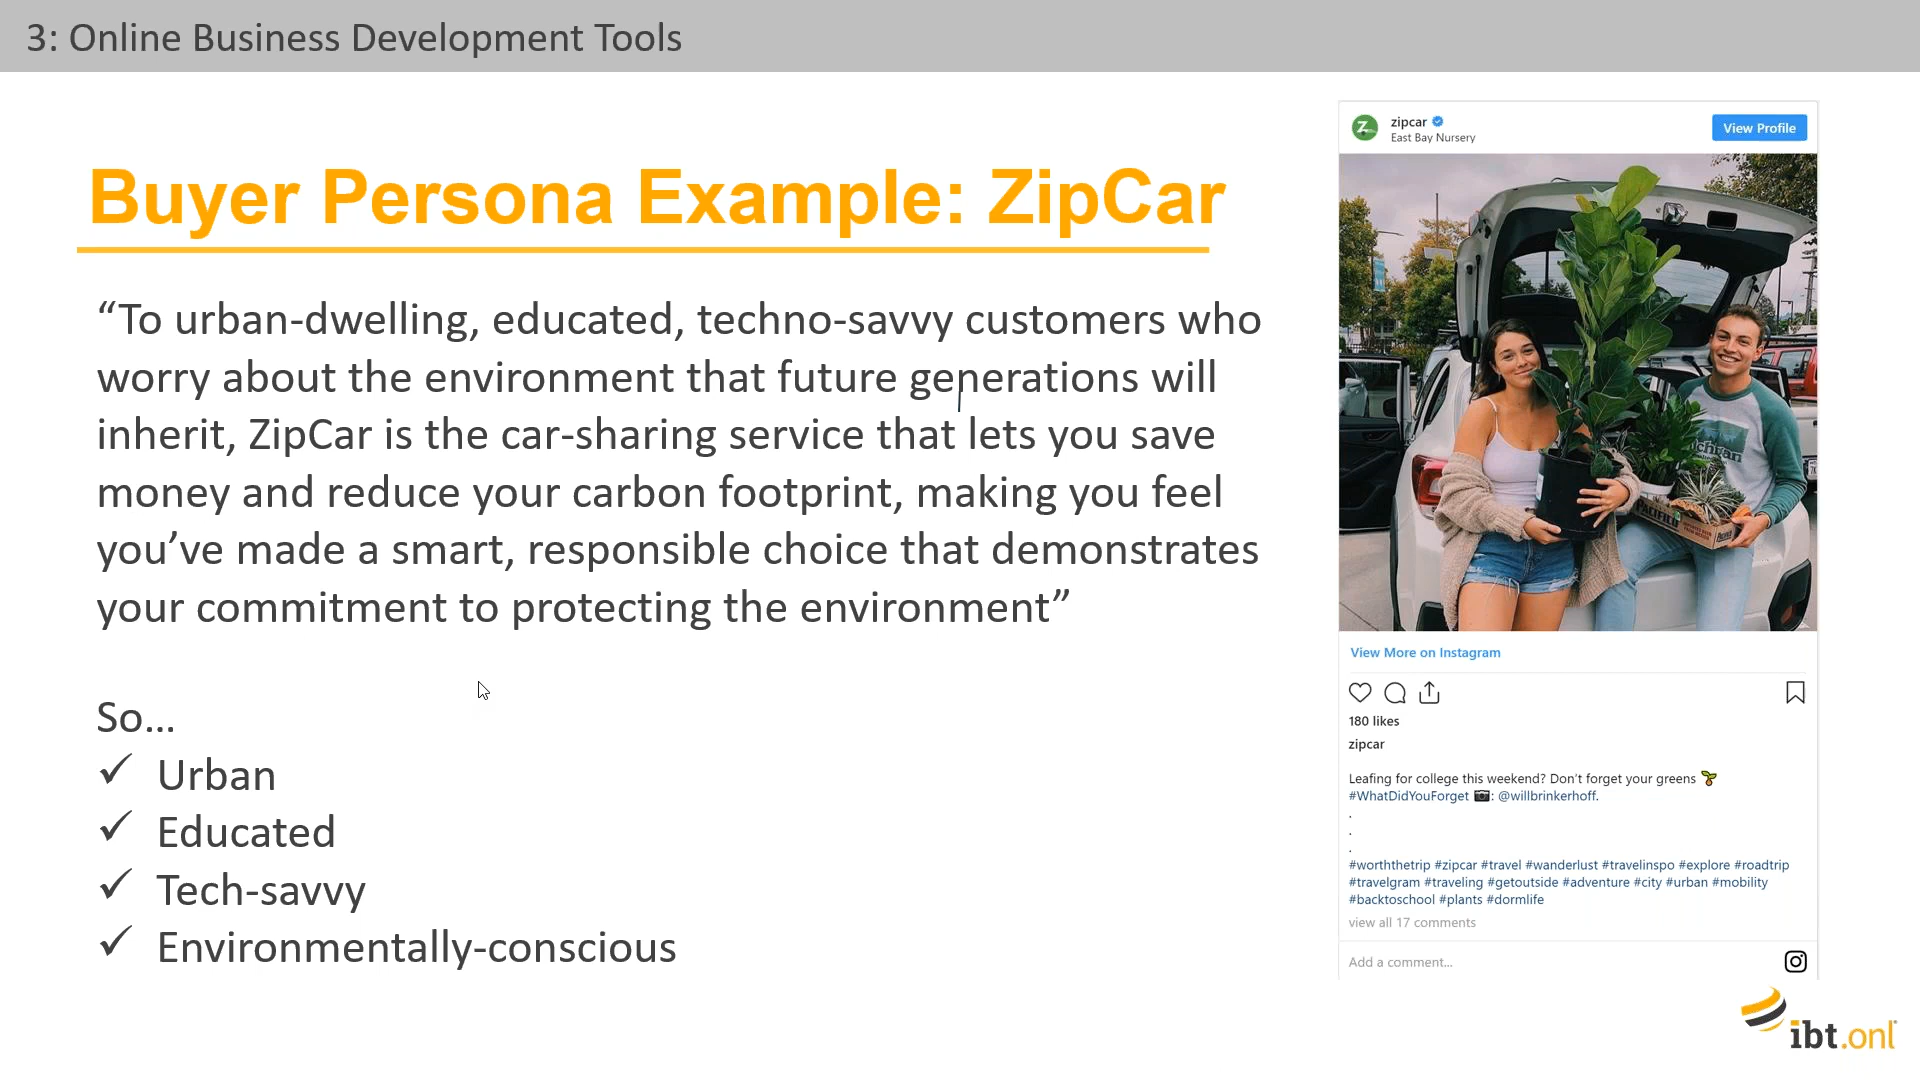 3: Online Business Development Tools
Buyer Persona Example: ZipCar
“To urban-dwelling, educated, techno-savvy customers who
worry about the environment that future generations will
inherit, ZipCar is the car-sharing service that lets you save
money and reduce your carbon footprint, making you feel
you’ve made a smart, responsible choice that demonstrates
your commitment to protecting the environment”
So...
✓ Urban
✓ Educated
✓ Tech-savvy
✓ Environmentally-conscious
zipcar
East Bay Nursery
View Profile
PACIFIC
View More on Instagram
180 likes
zipcar
Leafing for college this weekend? Don't forget your greens 🌱
#WhatDidYouForget 📷: @willbrinkerhoff.
.
.
.
#worththetrip #zipcar #travel #wanderlust #travelinspo #explore #roadtrip
#travelgram #traveling #getoutside #adventure #city #urban #mobility
#backtoschool #plants #dormlife
view all 17 comments
Add a comment...
ibt.onl